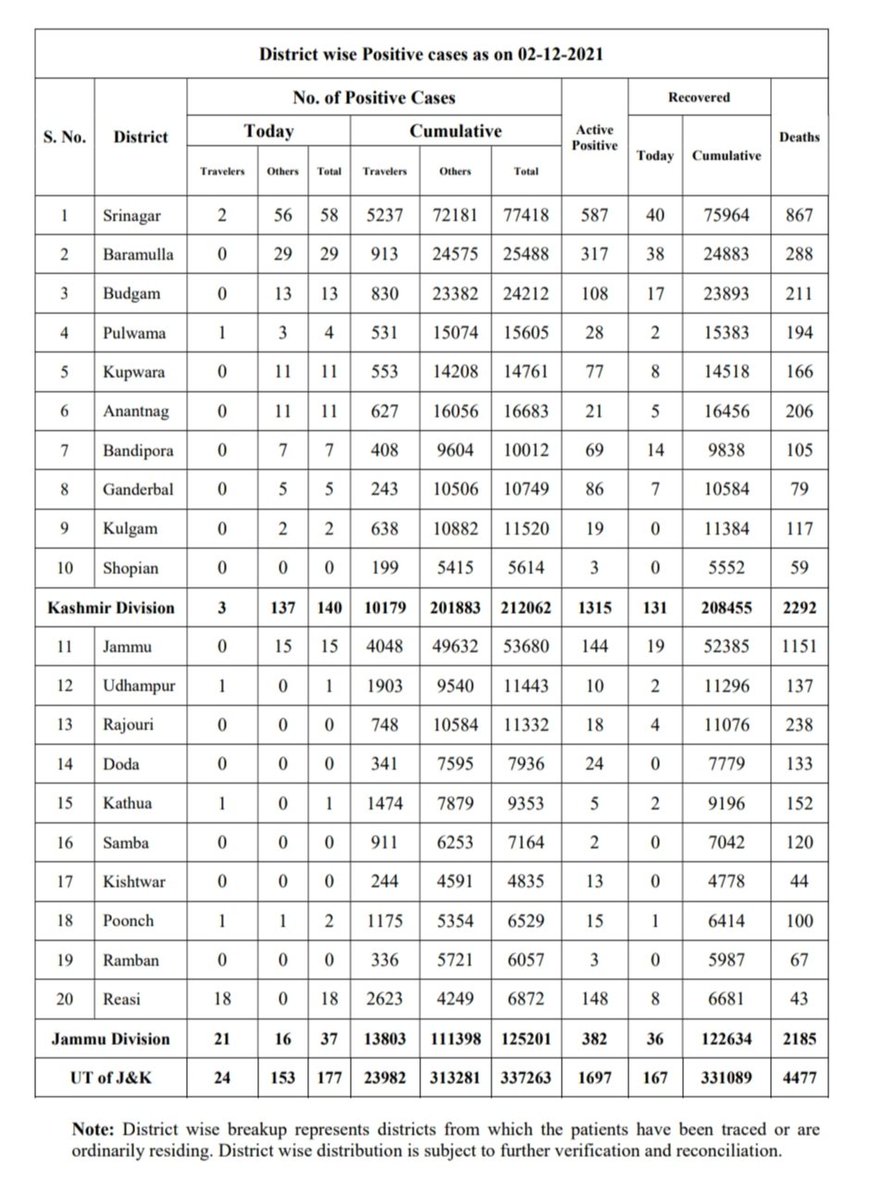 District wise Positive cases as on 02-12-2021
S. No. District No. of Positive Cases Active Positive Recovered Deaths
Today Cumulative Today Cumulative
Travelers Others Total Travelers Others Total
1 Srinagar 2 56 58 5237 72181 77418 587 40 75964 867
2 Baramulla 0 29 29 913 24575 25488 317 38 24883 288
3 Budgam 0 13 13 830 23382 24212 108 17 23893 211
4 Pulwama 1 3 4 531 15074 15605 28 2 15383 194
5 Kupwara 0 11 11 553 14208 14761 77 8 14518 166
6 Anantnag 0 11 11 627 16056 16683 21 5 16456 206
7 Bandipora 0 7 7 408 9604 10012 69 14 9838 105
8 Ganderbal 0 5 5 243 10506 10749 86 7 10584 79
9 Kulgam 0 2 2 638 10882 11520 19 0 11384 117
10 Shopian 0 0 0 199 5415 5614 3 0 5552 59
Kashmir Division 3 137 140 10179 201883 212062 1315 131 208455 2292
11 Jammu 0 15 15 4048 49632 53680 144 19 52385 1151
12 Udhampur 1 0 1 1903 9540 11443 10 2 11296 137
13 Rajouri 0 0 0 748 10584 11332 18 4 11076 238
14 Doda 0 0 0 341 7595 7936 24 0 7779 133
15 Kathua 1 0 1 1474 7879 9353 5 2 9196 152
16 Samba 0 0 0 911 6253 7164 2 0 7042 120
17 Kishtwar 0 0 0 244 4591 4835 13 0 4778 44
18 Poonch 1 1 2 1175 5354 6529 15 1 6414 100
19 Ramban 0 0 0 336 5721 6057 3 0 5987 67
20 Reasi 18 0 18 2623 4249 6872 148 8 6681 43
Jammu Division 21 16 37 13803 111398 125201 382 36 122634 2185
UT of J&K 24 153 177 23982 313281 337263 1697 167 331089 4477
Note: District wise breakup represents districts from which the patients have been traced or are
ordinarily residing. District wise distribution is subject to further verification and reconciliation.